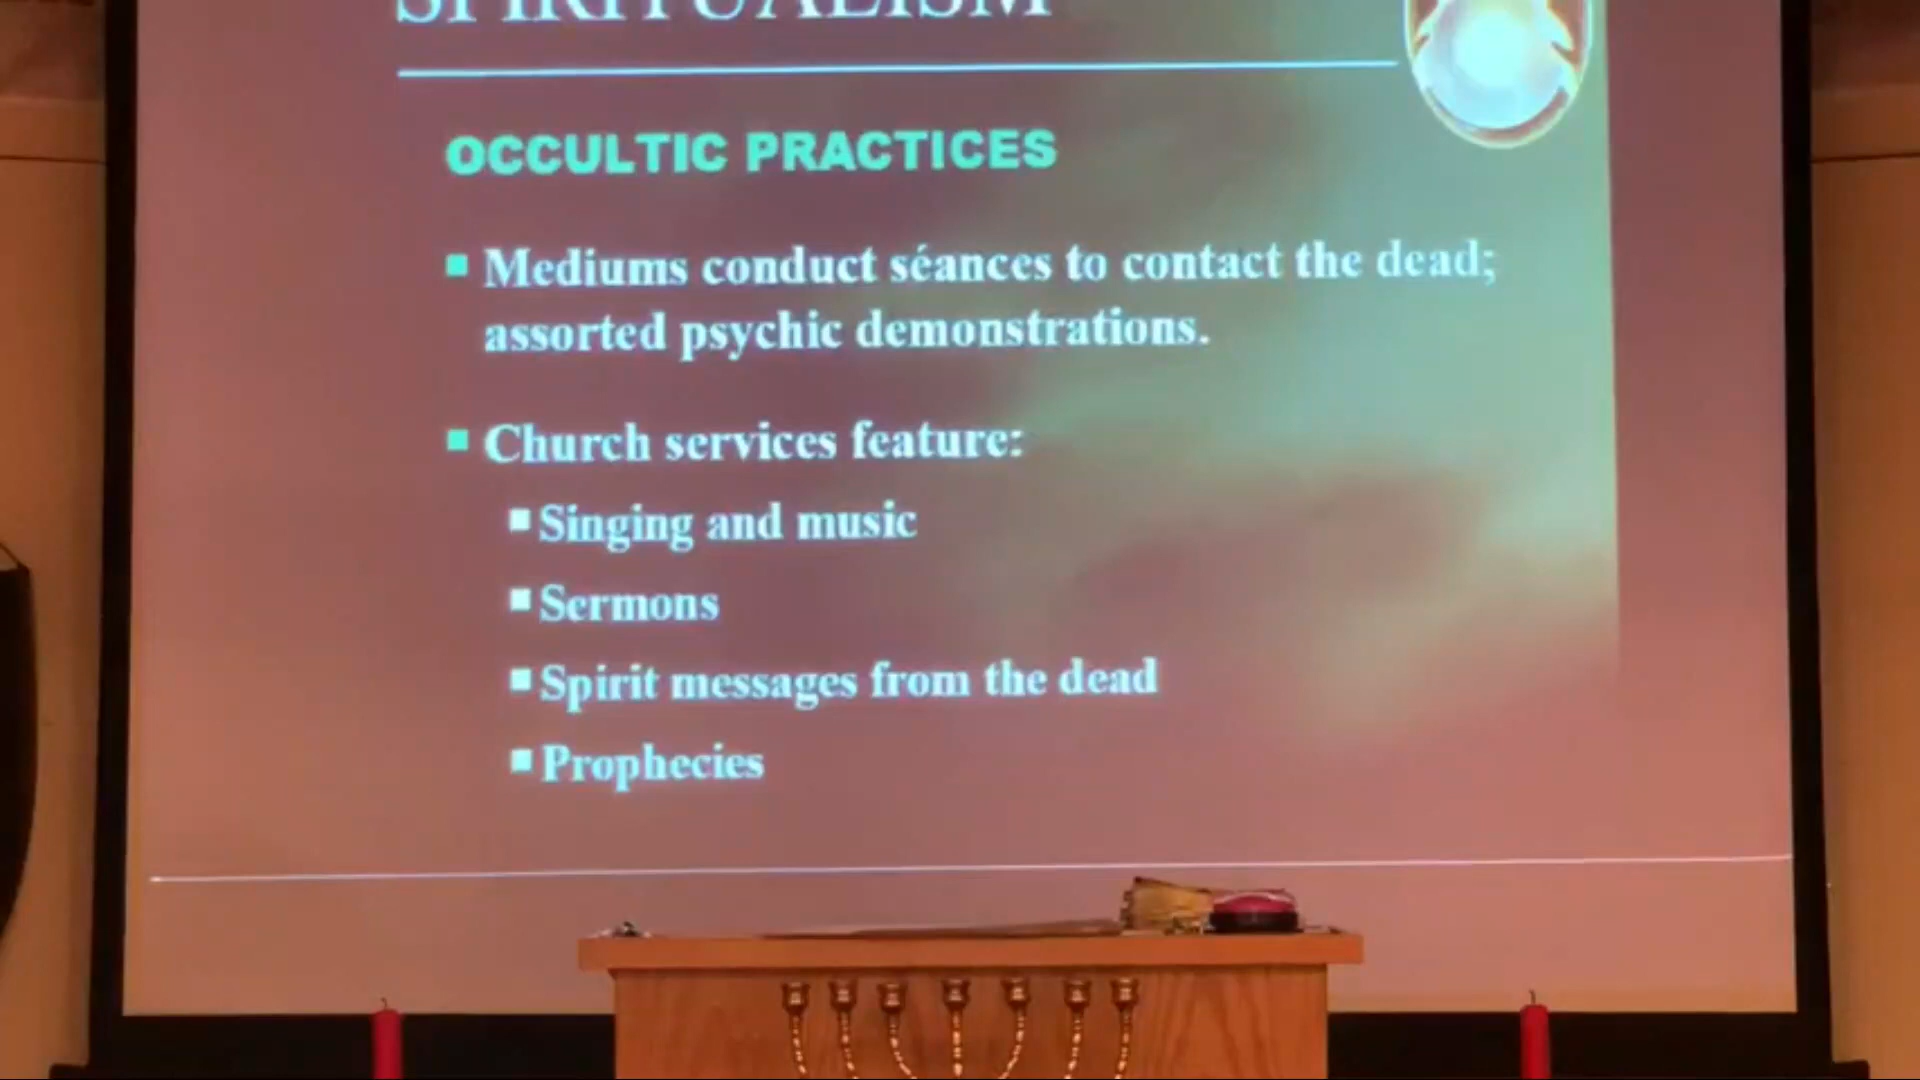 SPIRITUALISM
OCCULTIC PRACTICES
Mediums conduct séances to contact the dead;
assorted psychic demonstrations.
Church services feature:
Singing and music
Sermons
Spirit messages from the dead
Prophecies